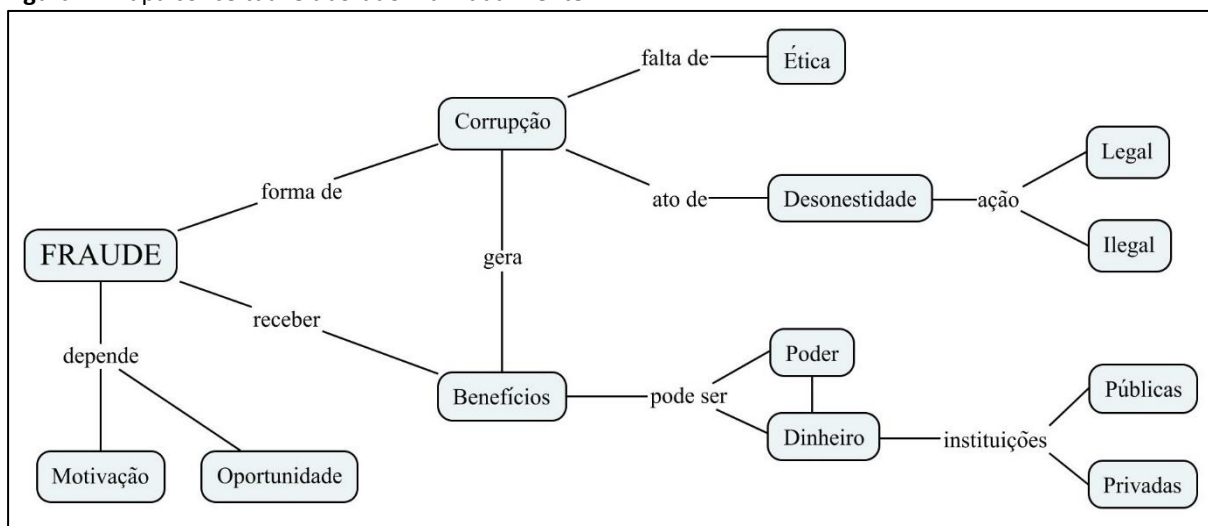 falta de
Ética
Corrupção
forma de
ato de
Desonestidade
ação
Legal
Ilegal
FRAUDE
gera
receber
depende
Benefícios
pode ser
Poder
Dinheiro
instituições
Públicas
Privadas
Motivação
Oportunidade